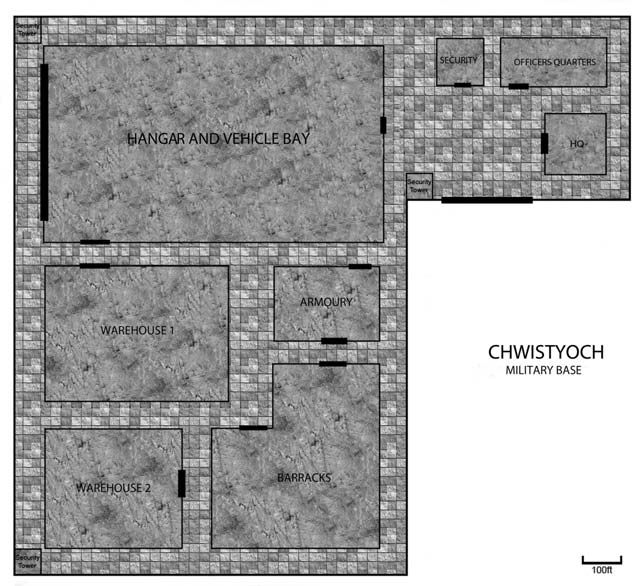 Security
Tower
SECURITY
OFFICERS QUARTERS
HANGAR AND VEHICLE BAY
HQ
Security
Tower
WAREHOUSE 1
ARMOURY
CHWISTYOCH
MILITARY BASE
WAREHOUSE 2
BARRACKS
Security
Tower
100ft